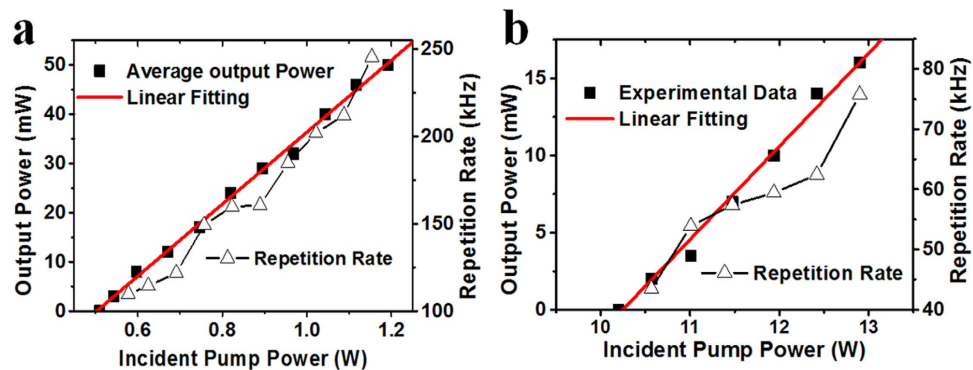 a
Output Power (mW)
50
40
30
20
10
0
Average output Power
Linear Fitting
Repetition Rate
250
200
150
100
Repetition Rate (kHz)
0.6 0.8 1.0 1.2
Incident Pump Power (W)
b
Output Power (mW)
15
10
5
0
Experimental Data
Linear Fitting
Repetition Rate
80
70
60
50
40
Repetition Rate (kHz)
10 11 12 13
Incident Pump Power (W)